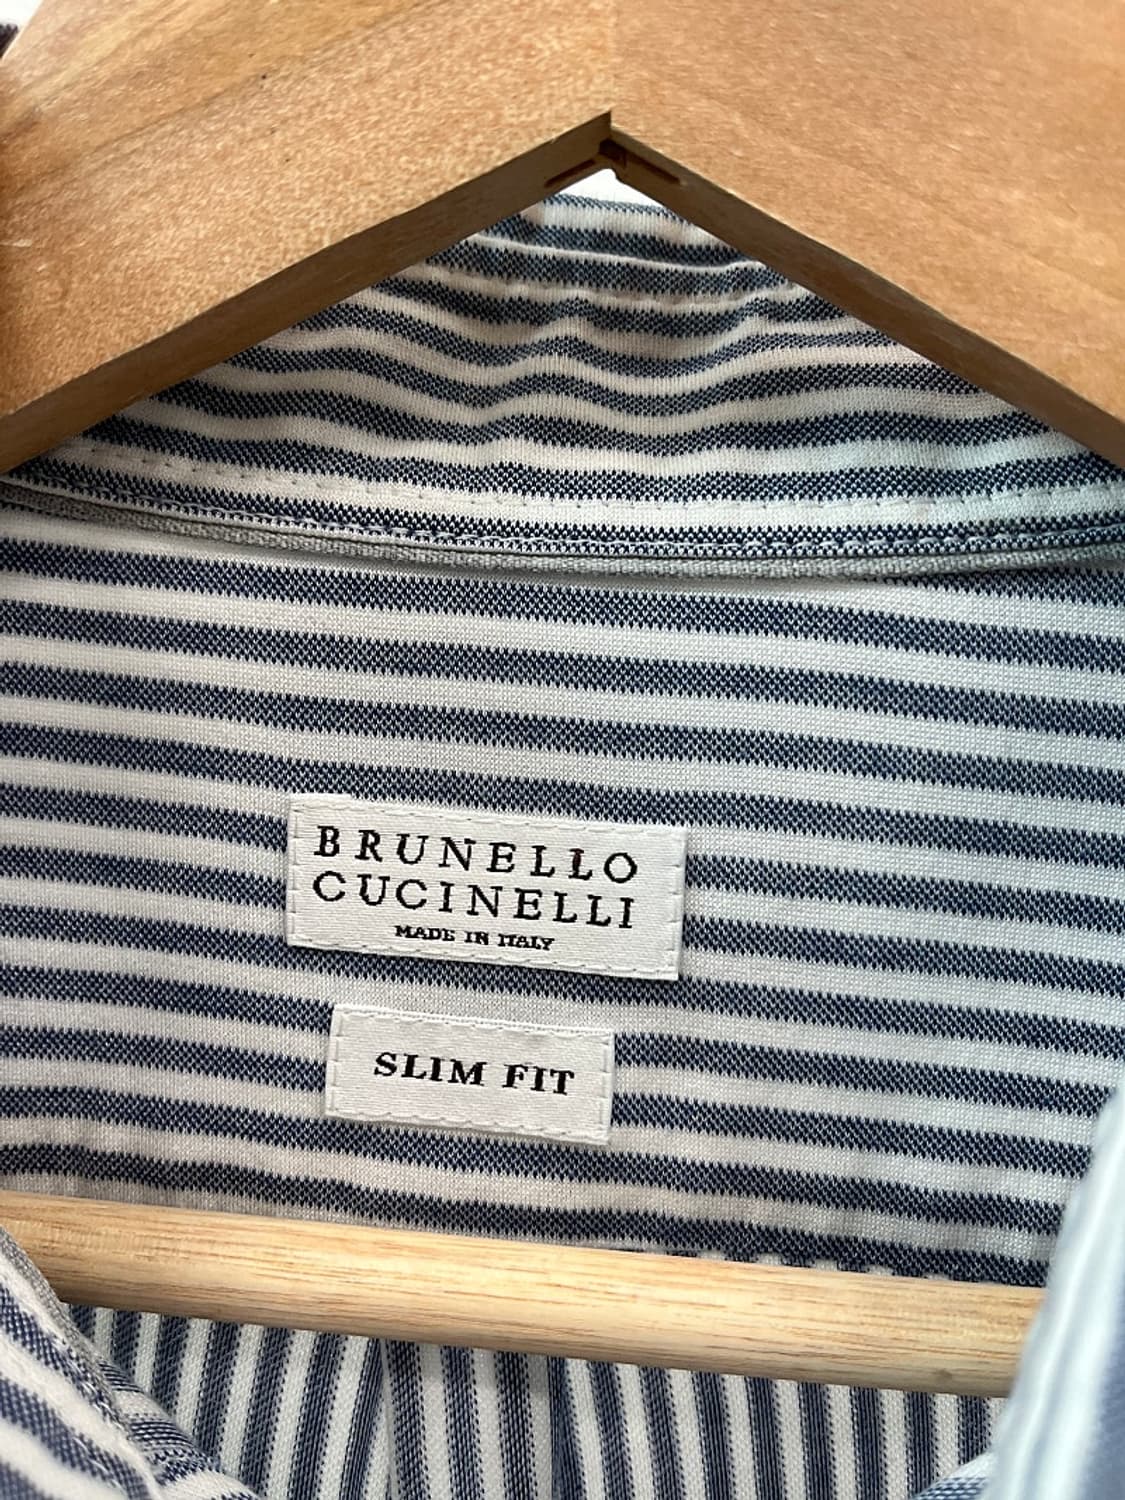 BRUNELLO
CUCINELLI
MADE IN ITALY
SLIM FIT